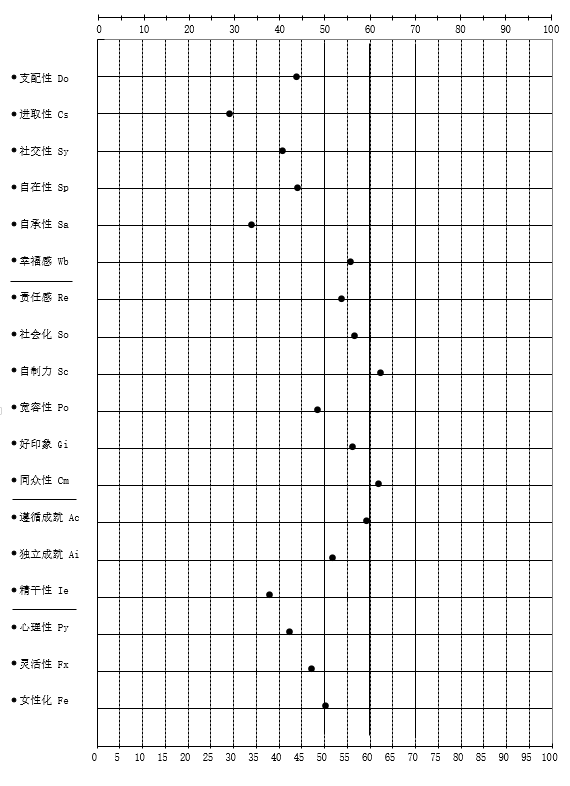 0 10 20 30 40 50 60 70 80 90 100
支配性 Do
进取性 Cs
社交性 Sy
自在性 Sp
自承性 Sa
幸福感 Wb
责任感 Re
社会化 So
自制力 Sc
宽容性 Po
好印象 Gi
同众性 Cm
遵循成就 Ac
独立成就 Ai
精干性 Ie
心理性 Py
灵活性 Fx
女性化 Fe
0 5 10 15 20 25 30 35 40 45 50 55 60 65 70 75 80 85 90 95 100